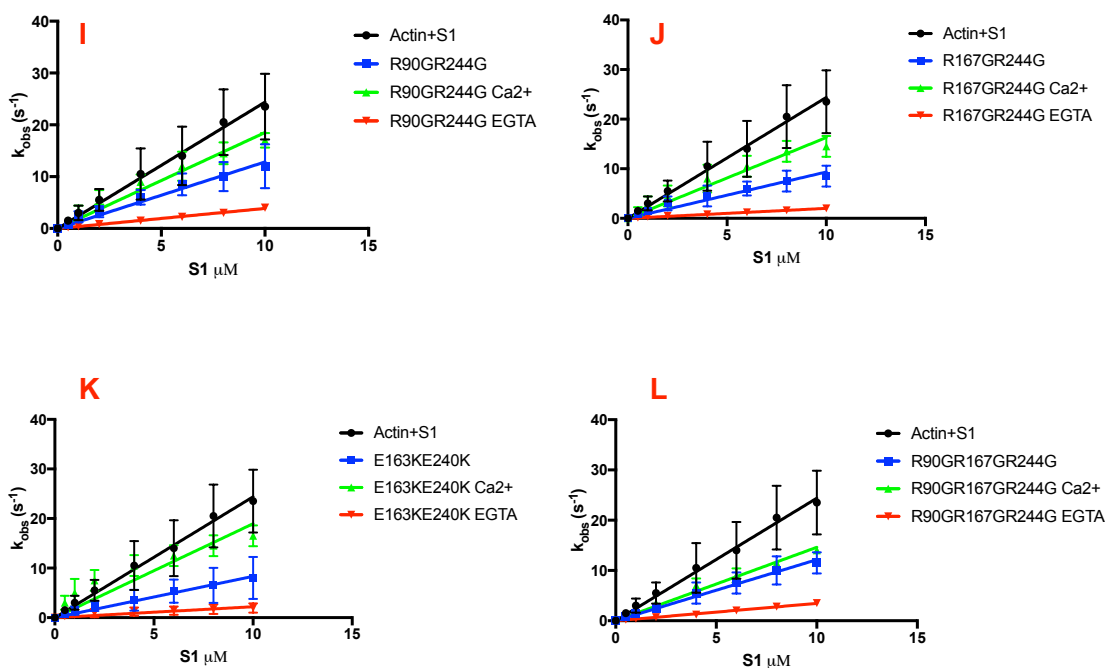 I
40
30
20
10
0
k_obs (s⁻¹)
0
5
10
15
S1 μM
Actin+S1
R90GR244G
R90GR244G Ca2+
R90GR244G EGTA
J
40
30
20
10
0
k_obs (s⁻¹)
0
5
10
15
S1 μM
Actin+S1
R167GR244G
R167GR244G Ca2+
R167GR244G EGTA
K
40
30
20
10
0
k_obs (s⁻¹)
0
5
10
15
S1 μM
Actin+S1
E163KE240K
E163KE240K Ca2+
E163KE240K EGTA
L
40
30
20
10
0
k_obs (s⁻¹)
0
5
10
15
S1 μM
Actin+S1
R90GR167GR244G
R90GR167GR244G Ca2+
R90GR167GR244G EGTA